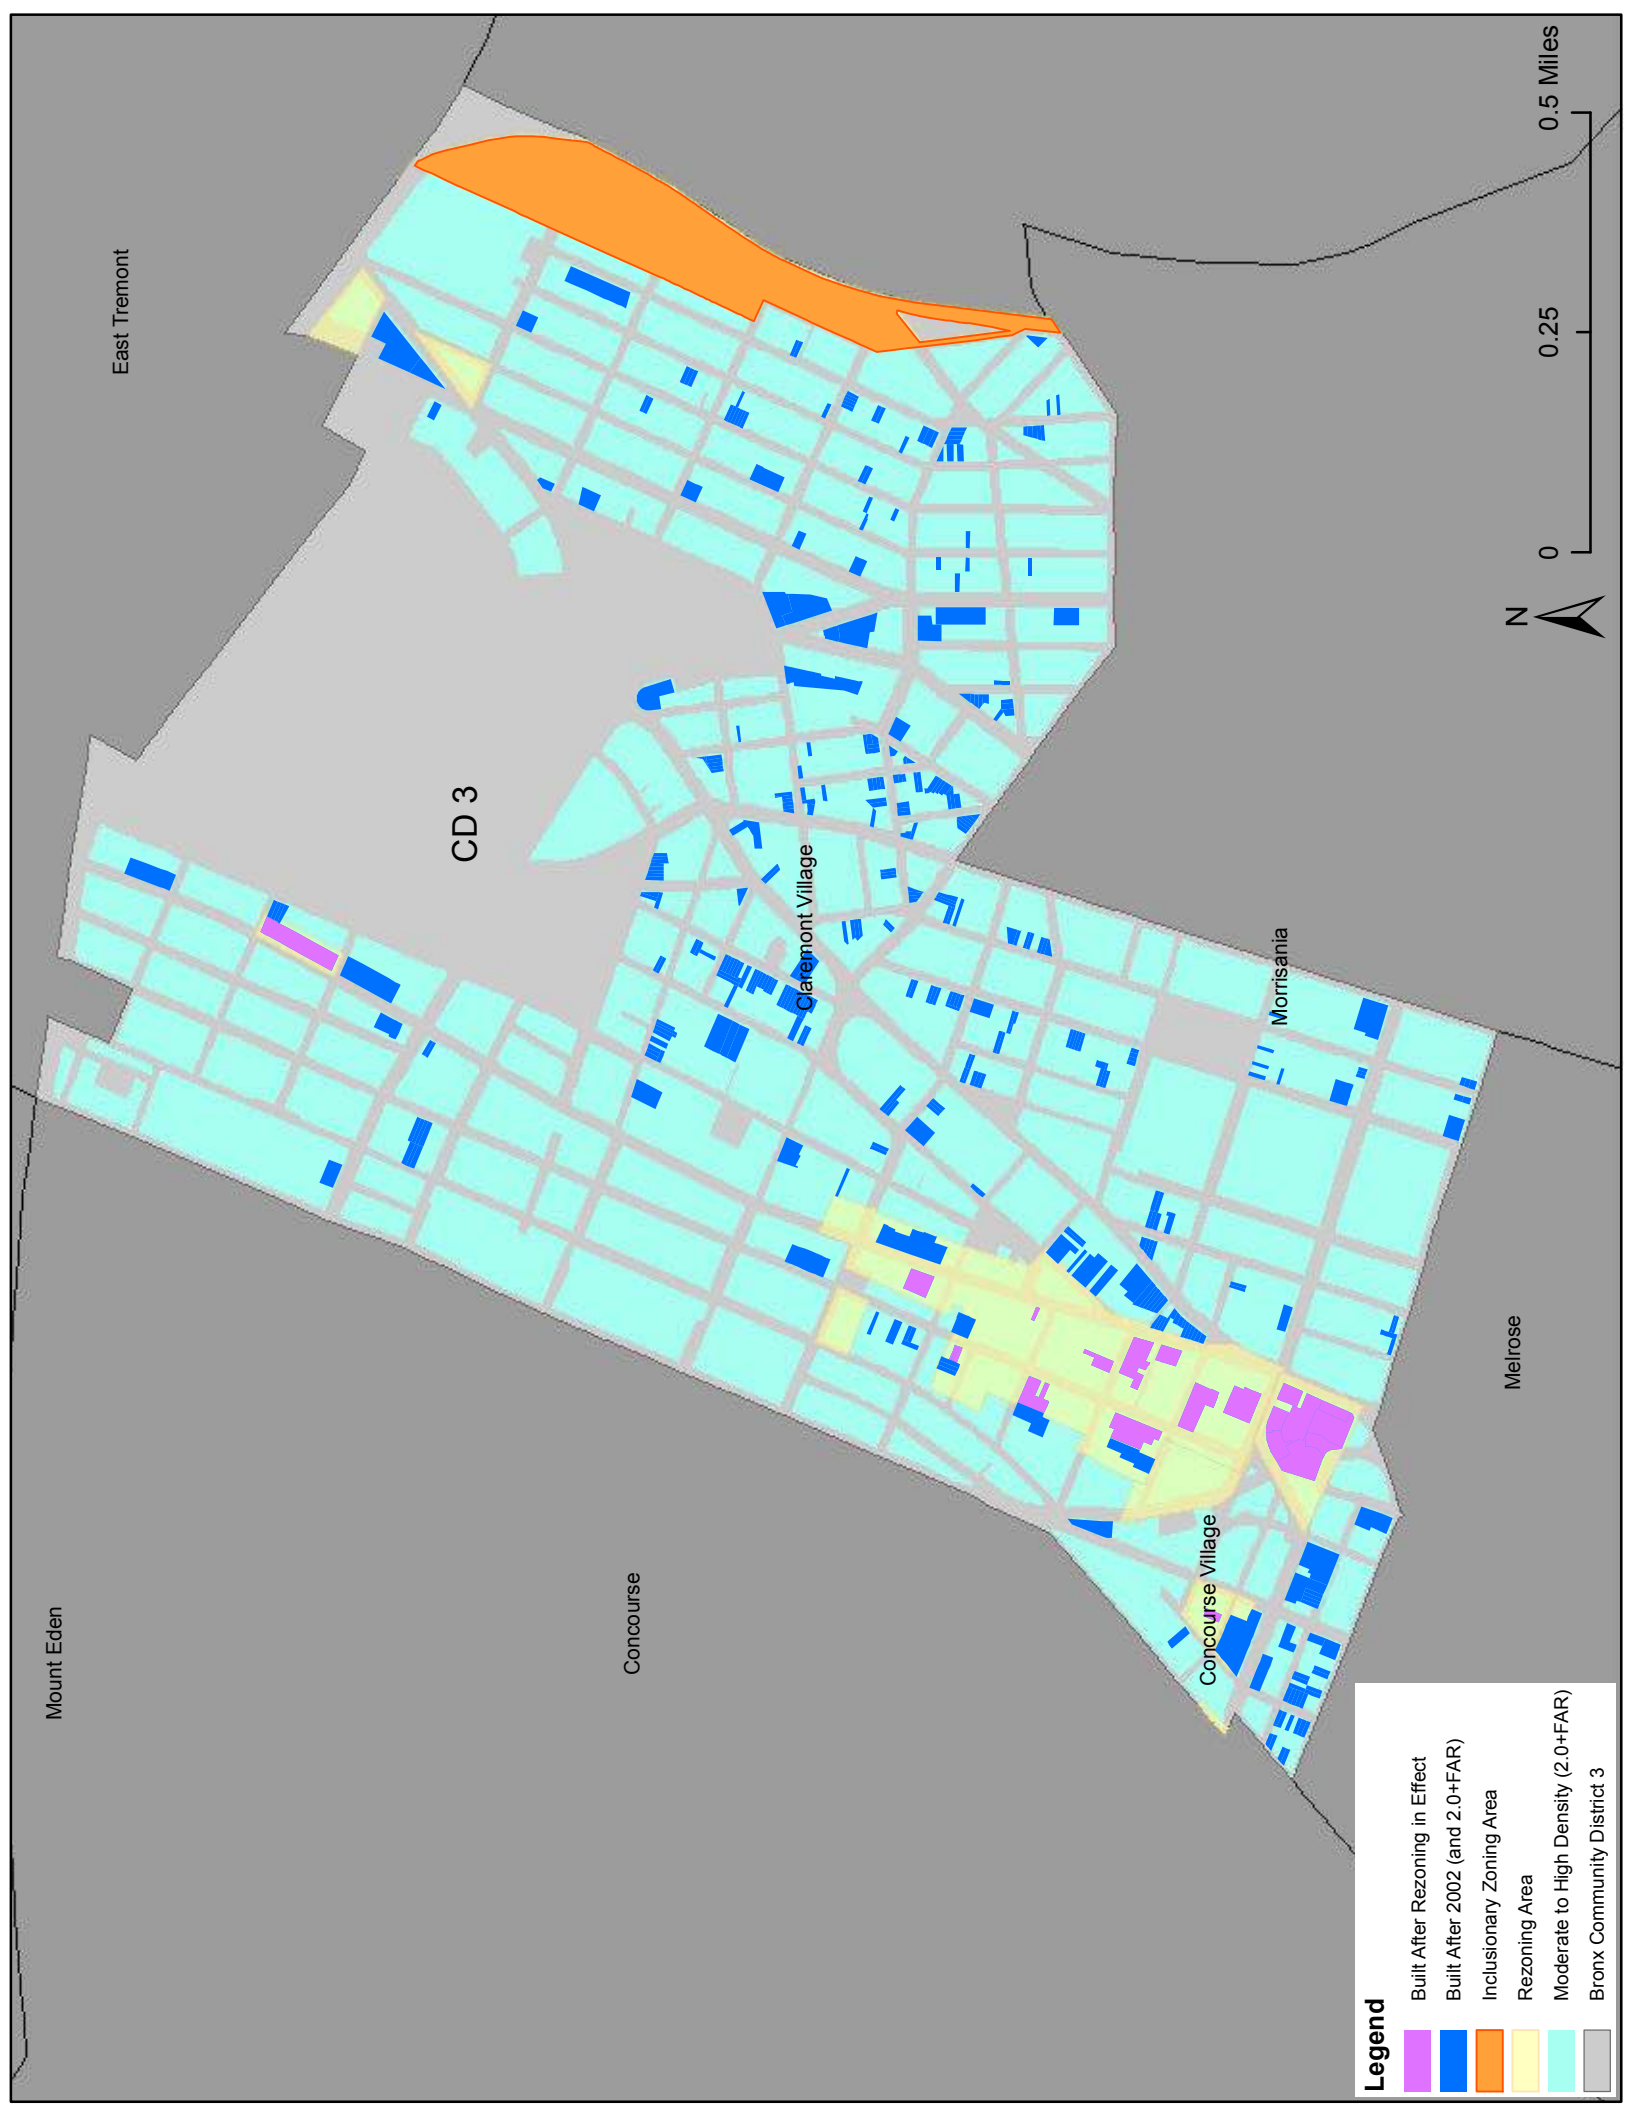 East Tremont
Mount Eden
CD 3
Concourse
Claremont Village
Morrisania
Concourse Village
Melrose
N
0
0.25
0.5 Miles
Legend
Built After Rezoning in Effect
Built After 2002 (and 2.0+FAR)
Inclusionary Zoning Area
Rezoning Area
Moderate to High Density (2.0+FAR)
Bronx Community District 3